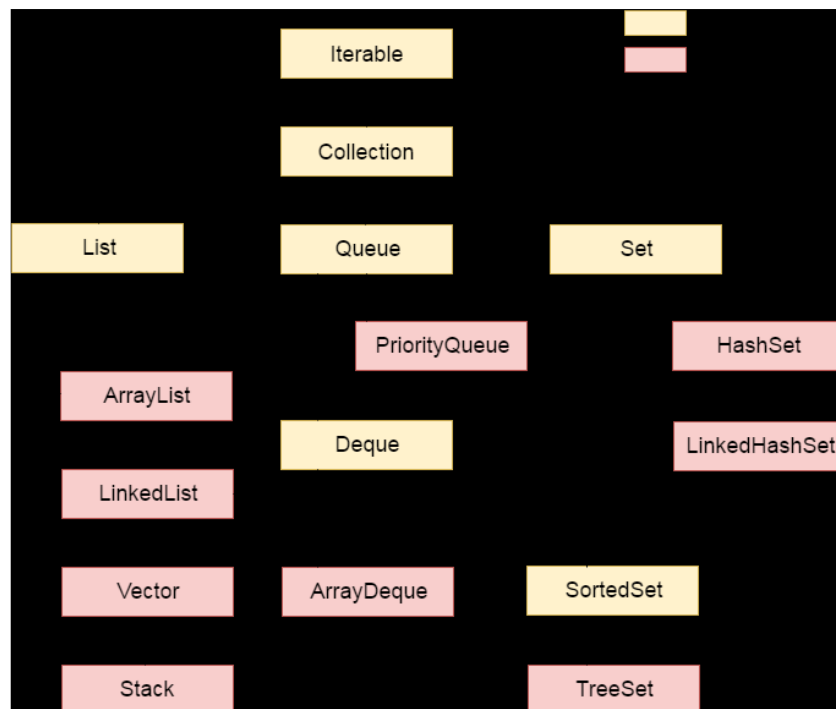 Iterable
Collection
List
Queue
Set
PriorityQueue
HashSet
ArrayList
Deque
LinkedHashSet
LinkedList
Vector
ArrayDeque
SortedSet
Stack
TreeSet